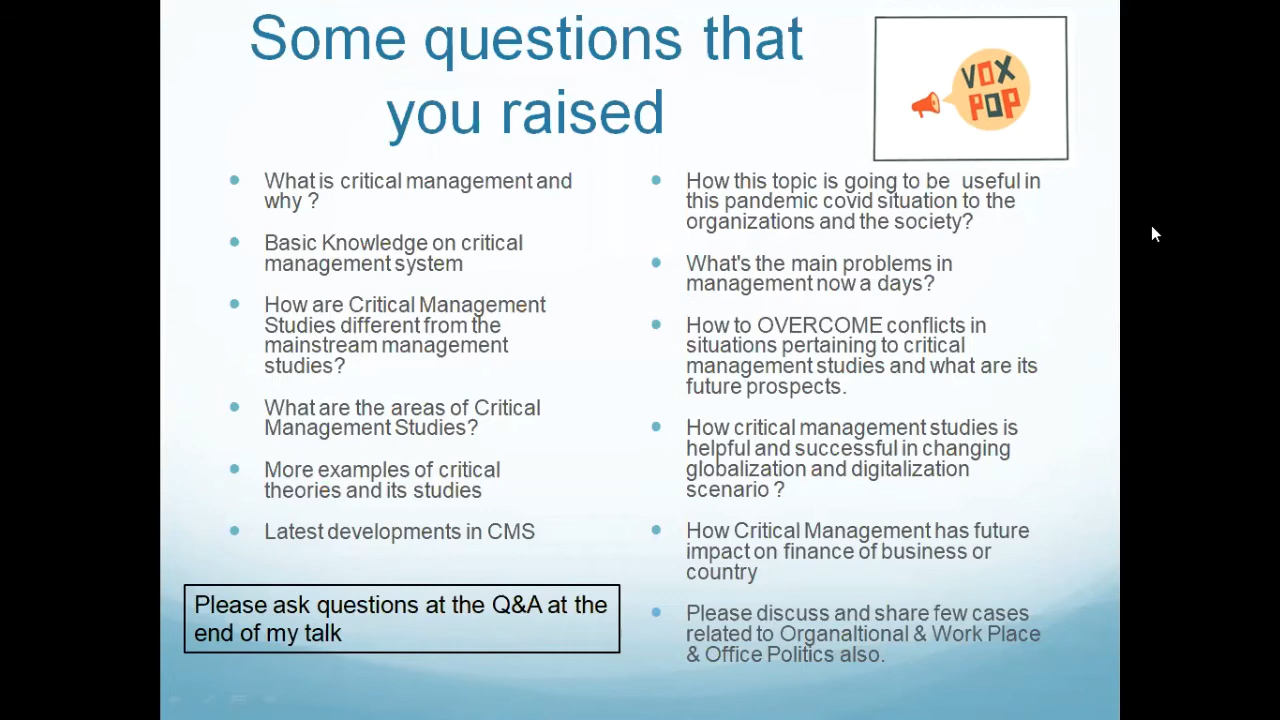 Some questions that
you raised
VOX
POP
What is critical management and
why ?
Basic Knowledge on critical
management system
How are Critical Management
Studies different from the
mainstream management
studies?
What are the areas of Critical
Management Studies?
More examples of critical
theories and its studies
Latest developments in CMS
Please ask questions at the Q&A at the
end of my talk
How this topic is going to be useful in
this pandemic covid situation to the
organizations and the society?
What's the main problems in
management now a days?
How to OVERCOME conflicts in
situations pertaining to critical
management studies and what are its
future prospects.
How critical management studies is
helpful and successful in changing
globalization and digitalization
scenario ?
How Critical Management has future
impact on finance of business or
country
Please discuss and share few cases
related to Organaltional & Work Place
& Office Politics also.